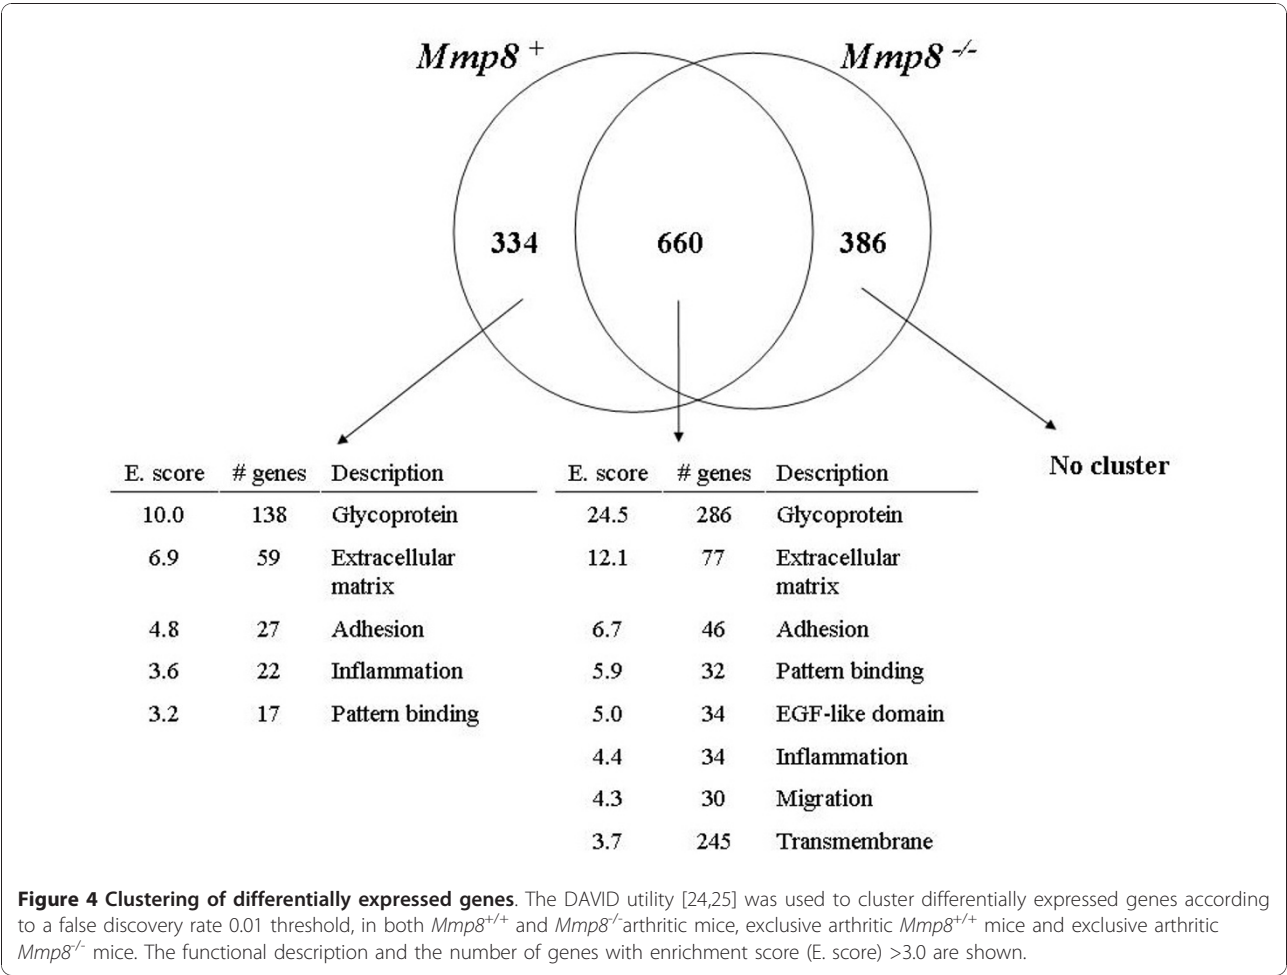 Mmp8 + Mmp8 -/-
334 660 386
No cluster
E. score # genes Description
10.0 138 Glycoprotein
6.9 59 Extracellular
matrix
4.8 27 Adhesion
3.6 22 Inflammation
3.2 17 Pattern binding
E. score # genes Description
24.5 286 Glycoprotein
12.1 77 Extracellular
matrix
6.7 46 Adhesion
5.9 32 Pattern binding
5.0 34 EGF-like domain
4.4 34 Inflammation
4.3 30 Migration
3.7 245 Transmembrane
Figure 4 Clustering of differentially expressed genes. The DAVID utility [24,25] was used to cluster differentially expressed genes according
to a false discovery rate 0.01 threshold, in both Mmp8+/+ and Mmp8-/-arthritic mice, exclusive arthritic Mmp8+/+ mice and exclusive arthritic
Mmp8-/- mice. The functional description and the number of genes with enrichment score (E. score) >3.0 are shown.